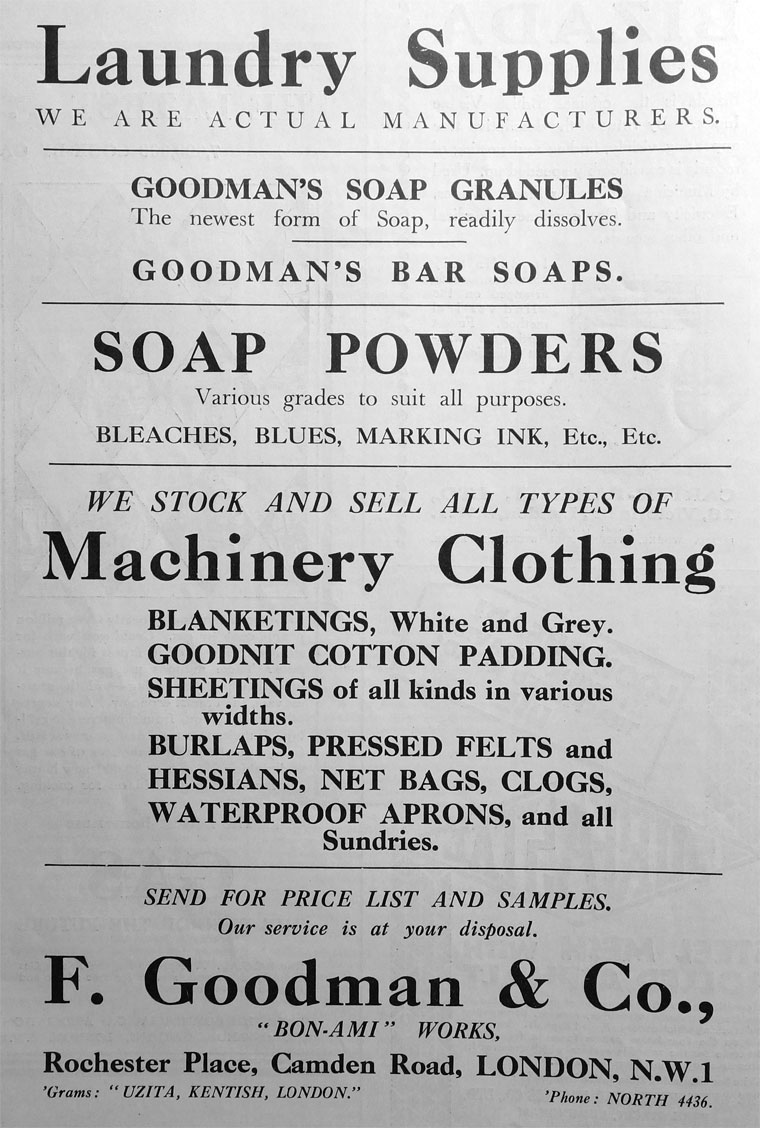 Laundry Supplies
WE ARE ACTUAL MANUFACTURERS.
GOODMAN'S SOAP GRANULES
The newest form of Soap, readily dissolves.
GOODMAN'S BAR SOAPS.
SOAP POWDERS
Various grades to suit all purposes.
BLEACHES, BLUES, MARKING INK, Etc., Etc.
WE STOCK AND SELL ALL TYPES OF
Machinery Clothing
BLANKETINGS, White and Grey.
GOODNIT COTTON PADDING.
SHEETINGS of all kinds in various
widths.
BURLAPS, PRESSED FELTS and
HESSIANS, NET BAGS, CLOGS,
WATERPROOF APRONS, and all
Sundries.
SEND FOR PRICE LIST AND SAMPLES.
Our service is at your disposal.
F. Goodman & Co.,
"BON-AMI" WORKS,
Rochester Place, Camden Road, LONDON, N.W.1
'Grams: "UZITA, KENTISH, LONDON." 'Phone: NORTH 4436.